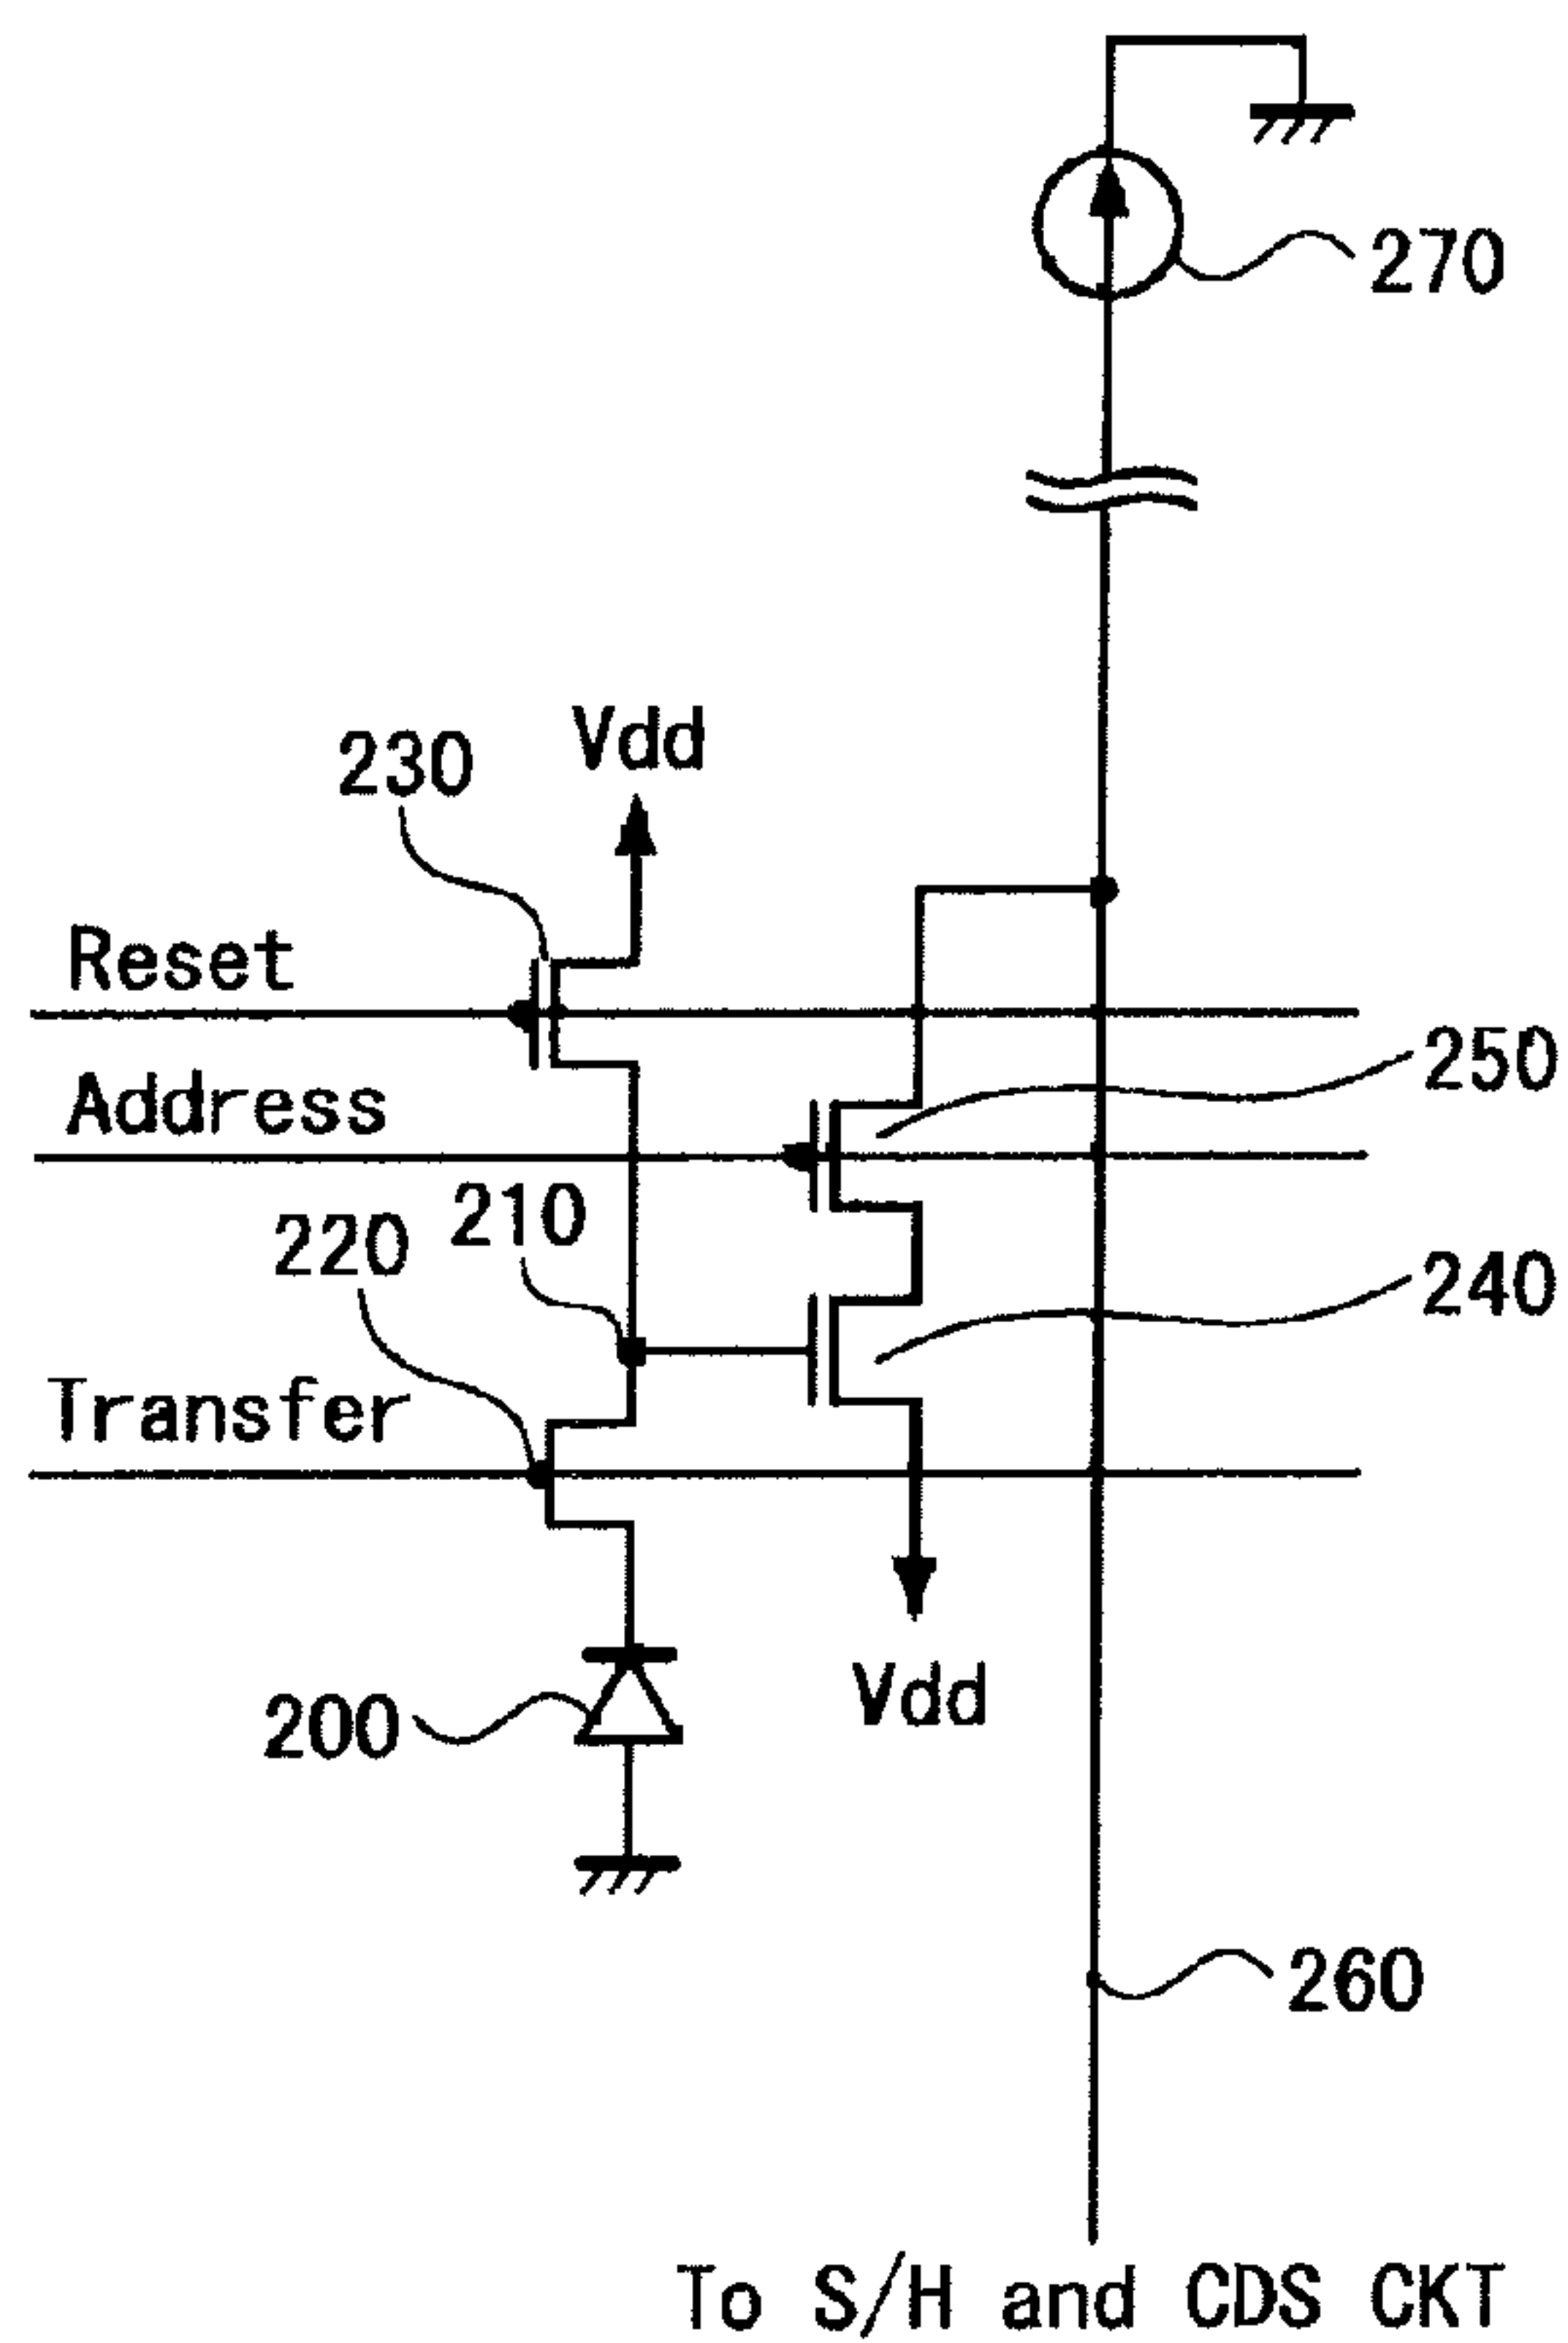 270
Vdd
230
Reset
250
Address
210
220
240
Transfer
Vdd
200
260
To S/H and CDS CKT